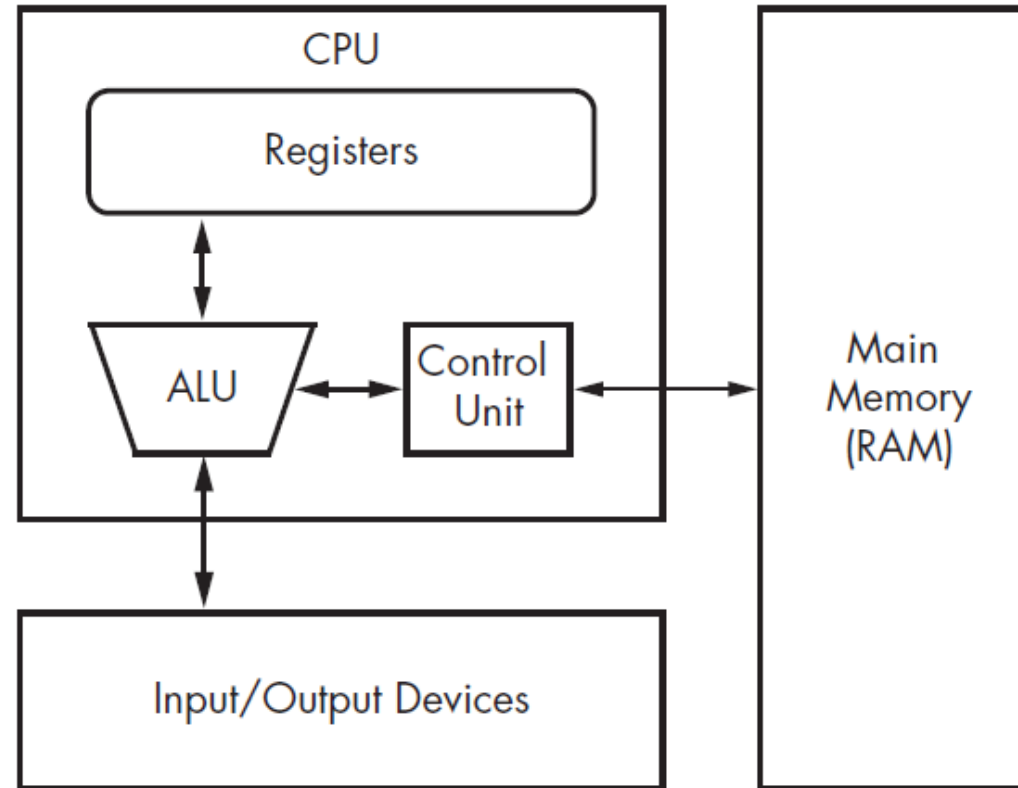 CPU
Registers
ALU
Control
Unit
Main
Memory
(RAM)
Input/Output Devices